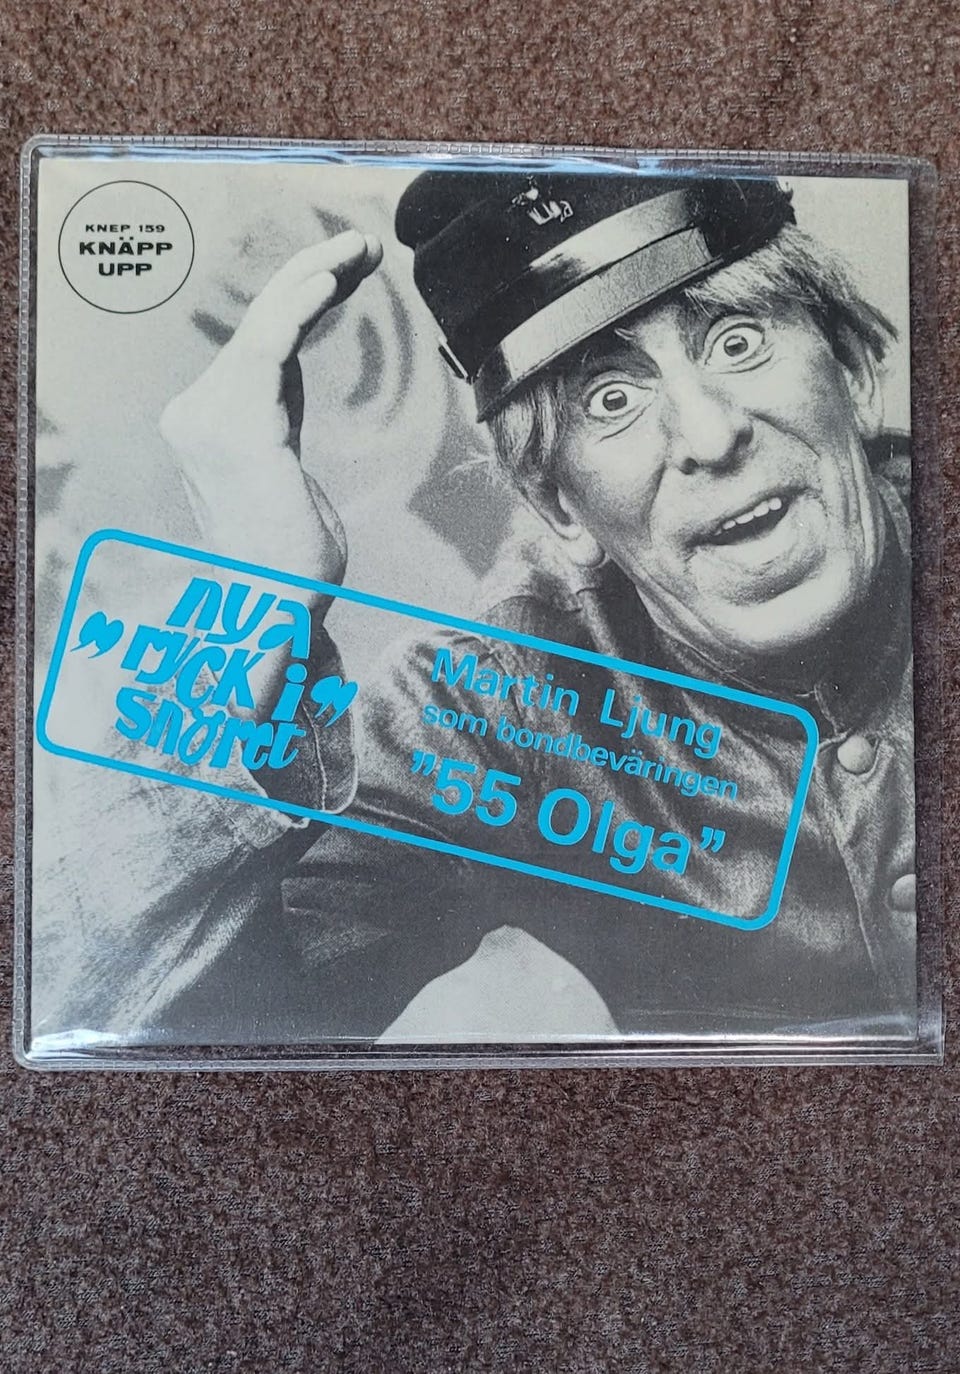 KNEP 159
KNÄPP
UPP
nya
"ryck i"
snöret
Martin Ljung
som bondbeväringen
"55 Olga"